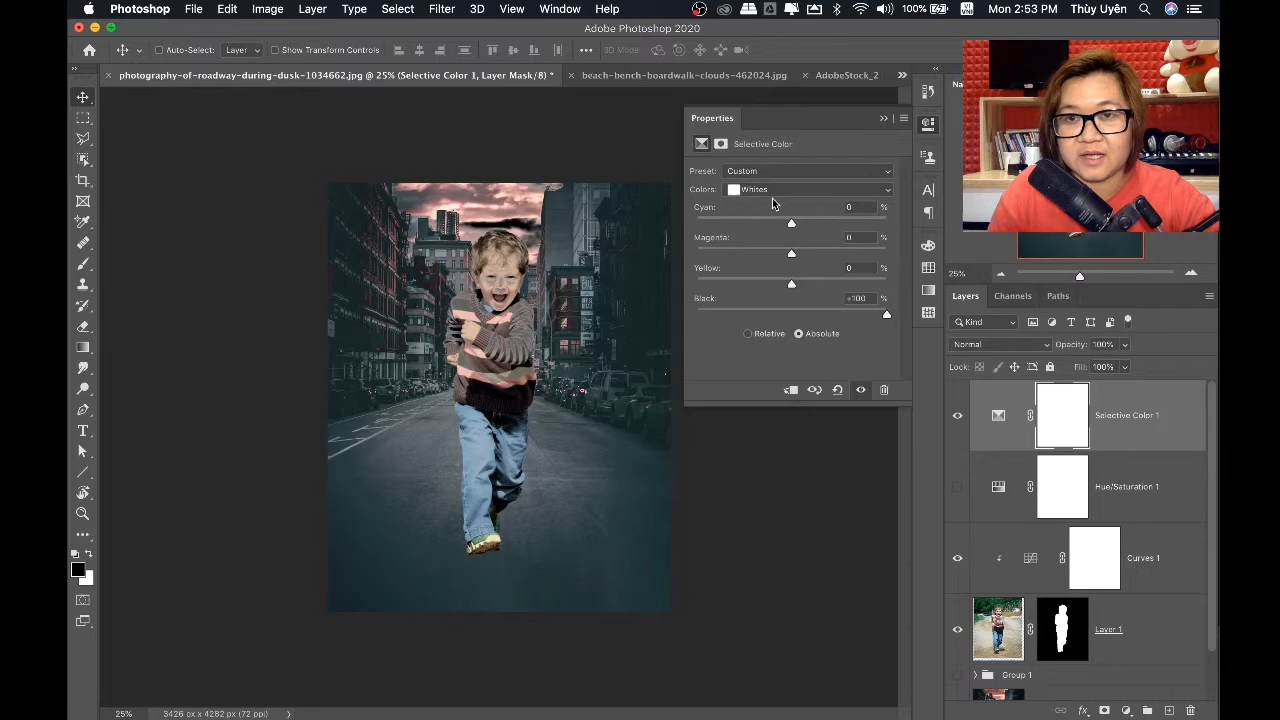 Photoshop File Edit Image Layer Type Select Filter 3D View Window Help 100% VI VNI Mon 2:53 PM Thùy Uyên
Adobe Photoshop 2020
Auto-Select: Layer Show Transform Controls 3D Mode:
photography-of-roadway-during-dusk-1034662.jpg @ 25% (Selective Color 1, Layer Mask/8) *
beach-bench-boardwalk-clouds-462024.jpg
AdobeStock_2
Na
Properties
Selective Color
Preset: Custom
Colors: Whites
Cyan: 0 %
Magenta: 0 %
Yellow: 0 %
Black: +100 %
Relative Absolute
25%
Layers Channels Paths
Kind
Normal Opacity: 100%
Lock: Fill: 100%
Selective Color 1
Hue/Saturation 1
Curves 1
Layer 1
Group 1
25% 3426 px x 4282 px (72 ppi)